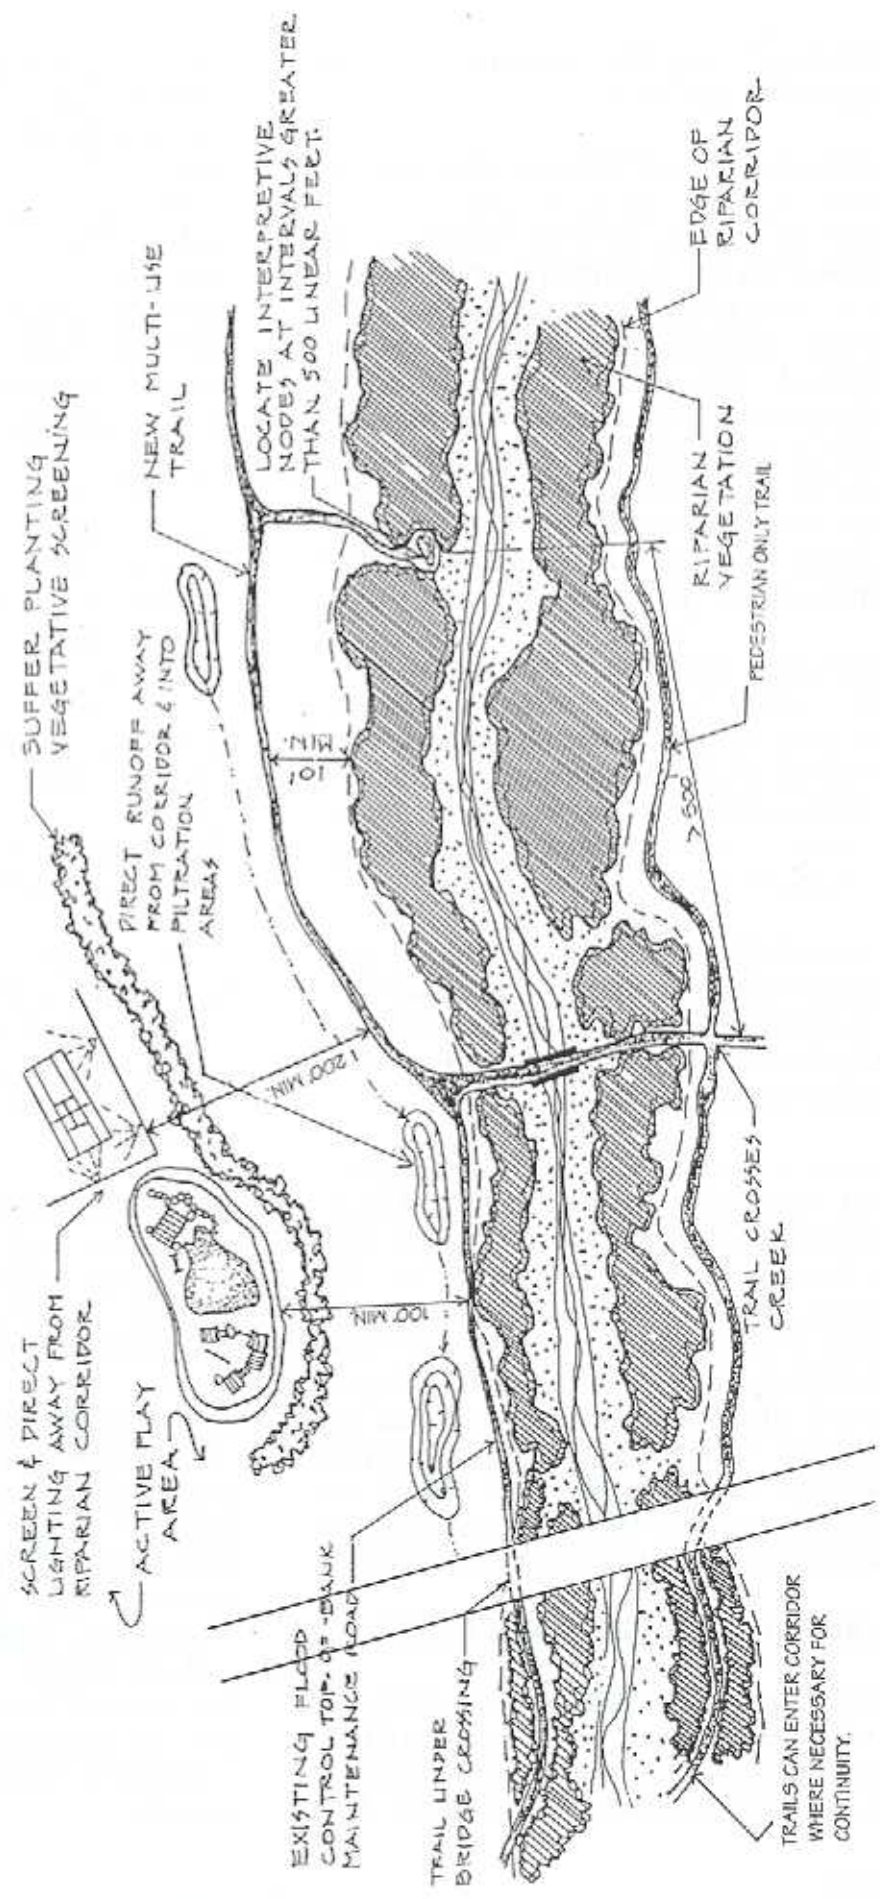 SCREEN & DIRECT
LIGHTING AWAY FROM
RIPARIAN CORRIDOR
ACTIVE PLAY
AREA
BUFFER PLANTING
VEGETATIVE SCREENING
DIRECT RUNOFF AWAY
FROM CORRIDOR & INTO
FILTRATION
AREAS
NEW MULTI-USE
TRAIL
LOCATE INTERPRETIVE
NODES AT INTERVALS GREATER
THAN 500 LINEAR FEET.
200' MIN.
100' MIN.
10'
MIN.
EXISTING FLOOD
CONTROL TOP-OF-BANK
MAINTENANCE ROAD
TRAIL UNDER
BRIDGE CROSSING
TRAILS CAN ENTER CORRIDOR
WHERE NECESSARY FOR
CONTINUITY.
TRAIL CROSSES
CREEK
> 500'
PEDESTRIAN ONLY TRAIL
RIPARIAN
VEGETATION
EDGE OF
RIPARIAN
CORRIDOR